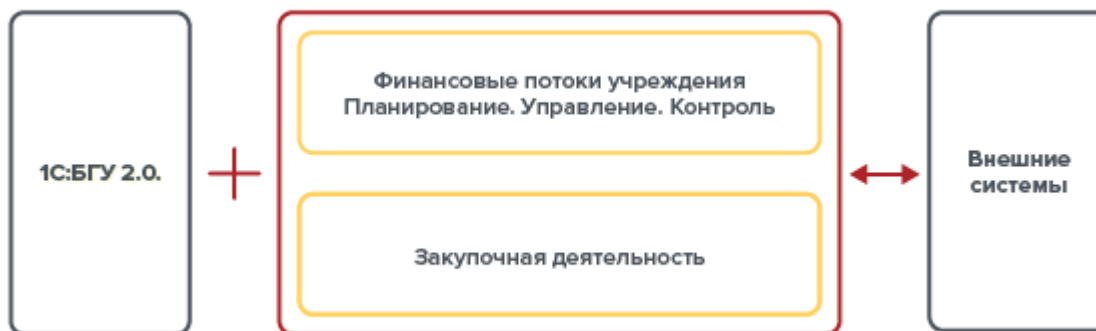 Финансовые потоки учреждения
Планирование. Управление. Контроль
1С:БГУ 2.0.
Внешние
системы
Закупочная деятельность